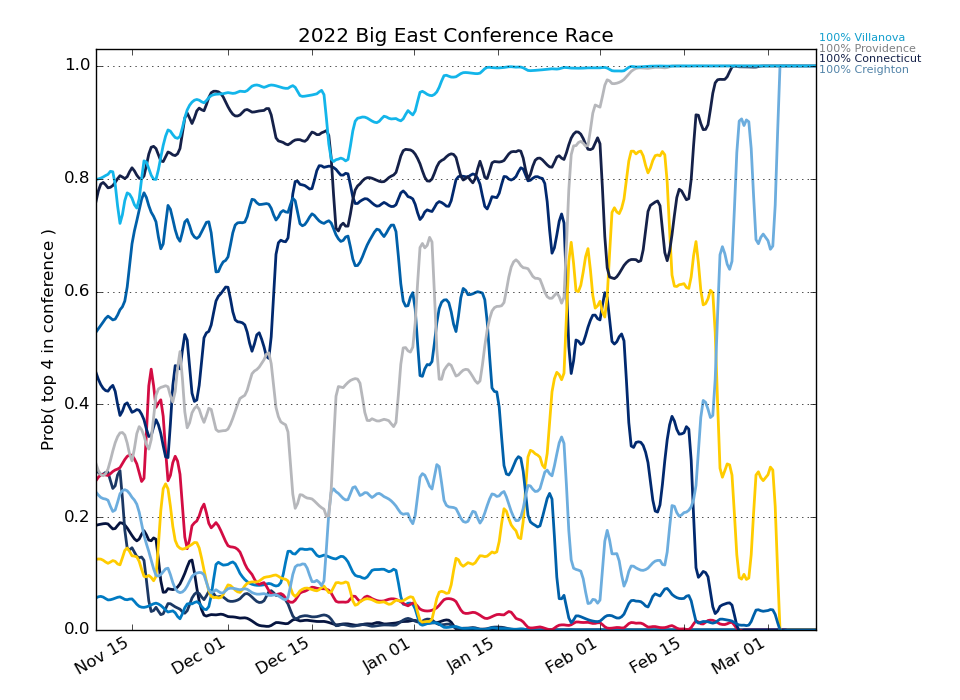 2022 Big East Conference Race
100% Villanova
100% Providence
100% Connecticut
100% Creighton
Prob( top 4 in conference )
1.0
0.8
0.6
0.4
0.2
0.0
Nov 15
Dec 01
Dec 15
Jan 01
Jan 15
Feb 01
Feb 15
Mar 01